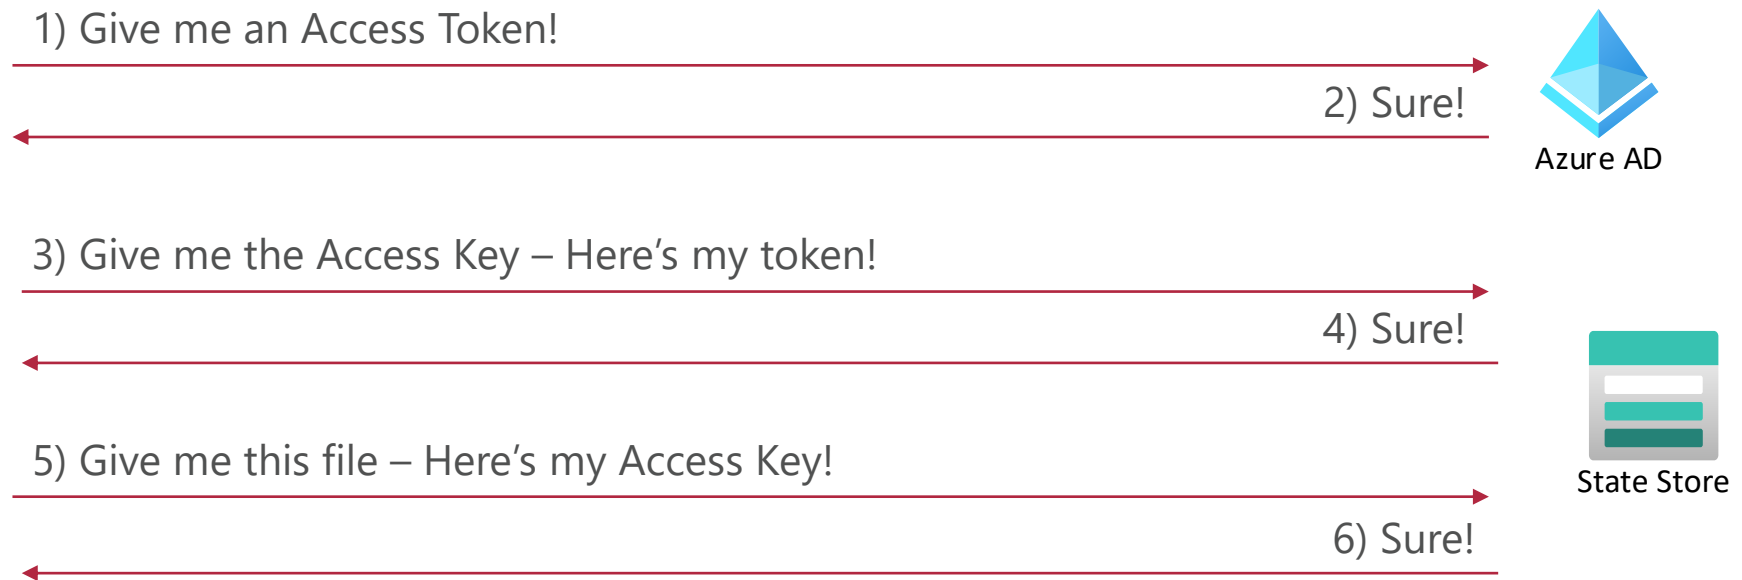 1) Give me an Access Token!
2) Sure!
Azure AD
3) Give me the Access Key – Here’s my token!
4) Sure!
5) Give me this file – Here’s my Access Key!
State Store
6) Sure!